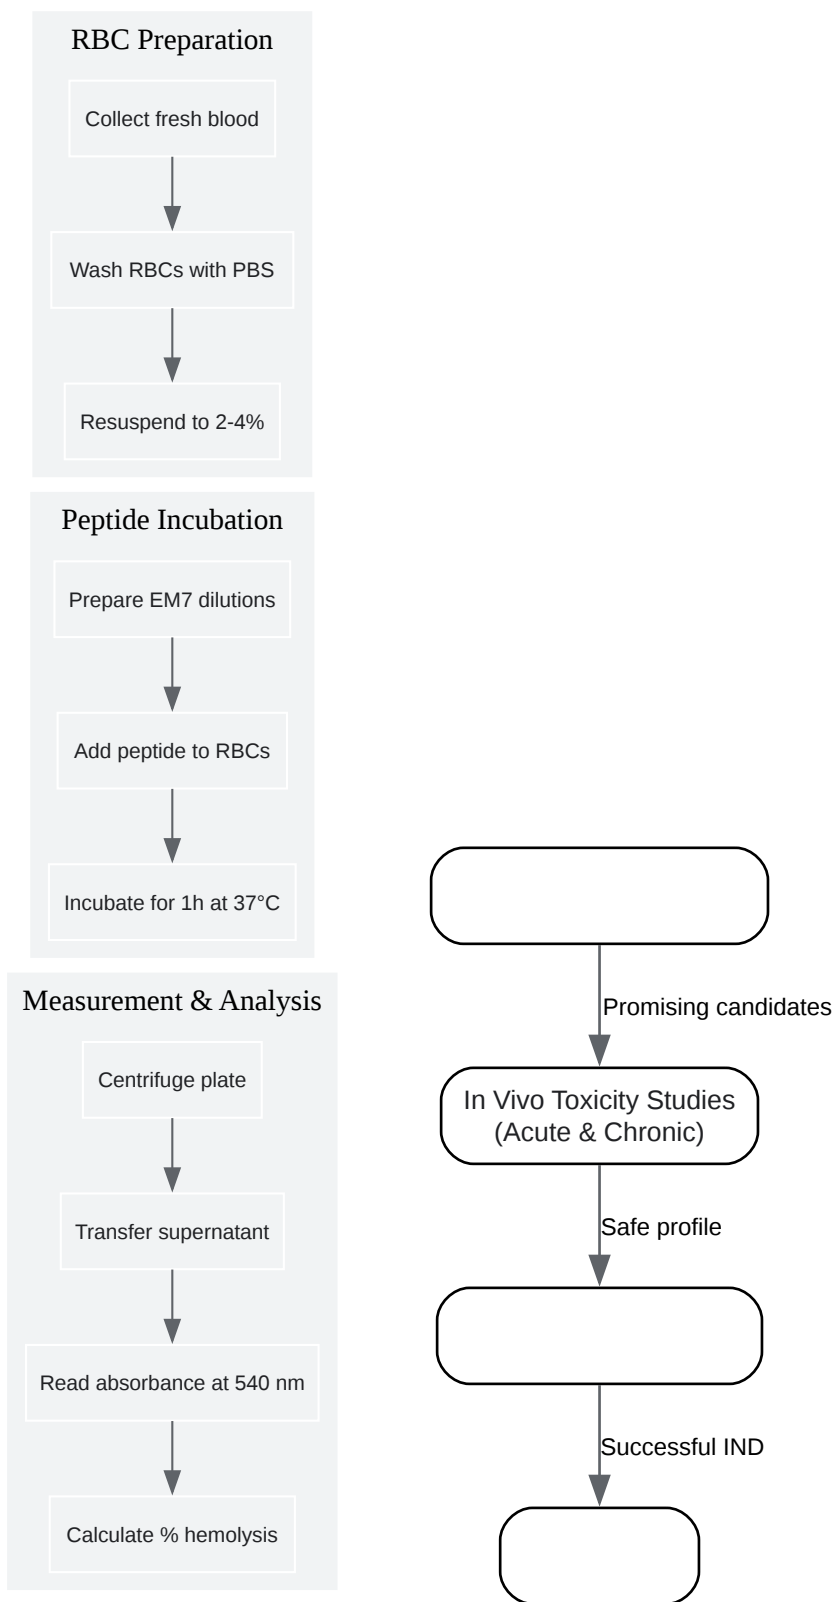 RBC Preparation
Collect fresh blood
Wash RBCs with PBS
Resuspend to 2-4%
Peptide Incubation
Prepare EM7 dilutions
Add peptide to RBCs
Incubate for 1h at 37°C
Measurement & Analysis
Centrifuge plate
Transfer supernatant
Read absorbance at 540 nm
Calculate % hemolysis
Promising candidates
In Vivo Toxicity Studies
(Acute & Chronic)
Safe profile
Successful IND